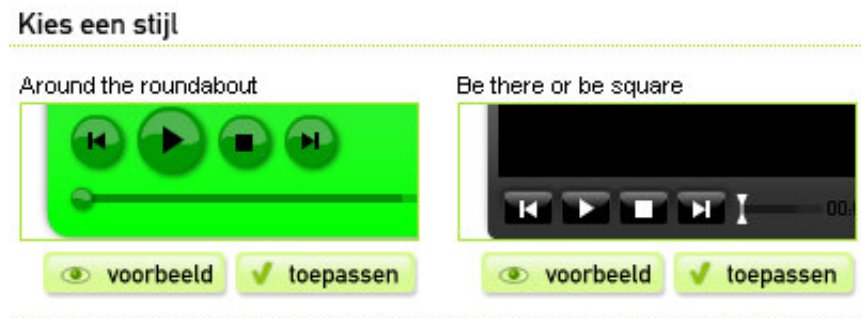 Kies een stijl
Around the roundabout
Be there or be square
voorbeeld
toepassen
voorbeeld
toepassen